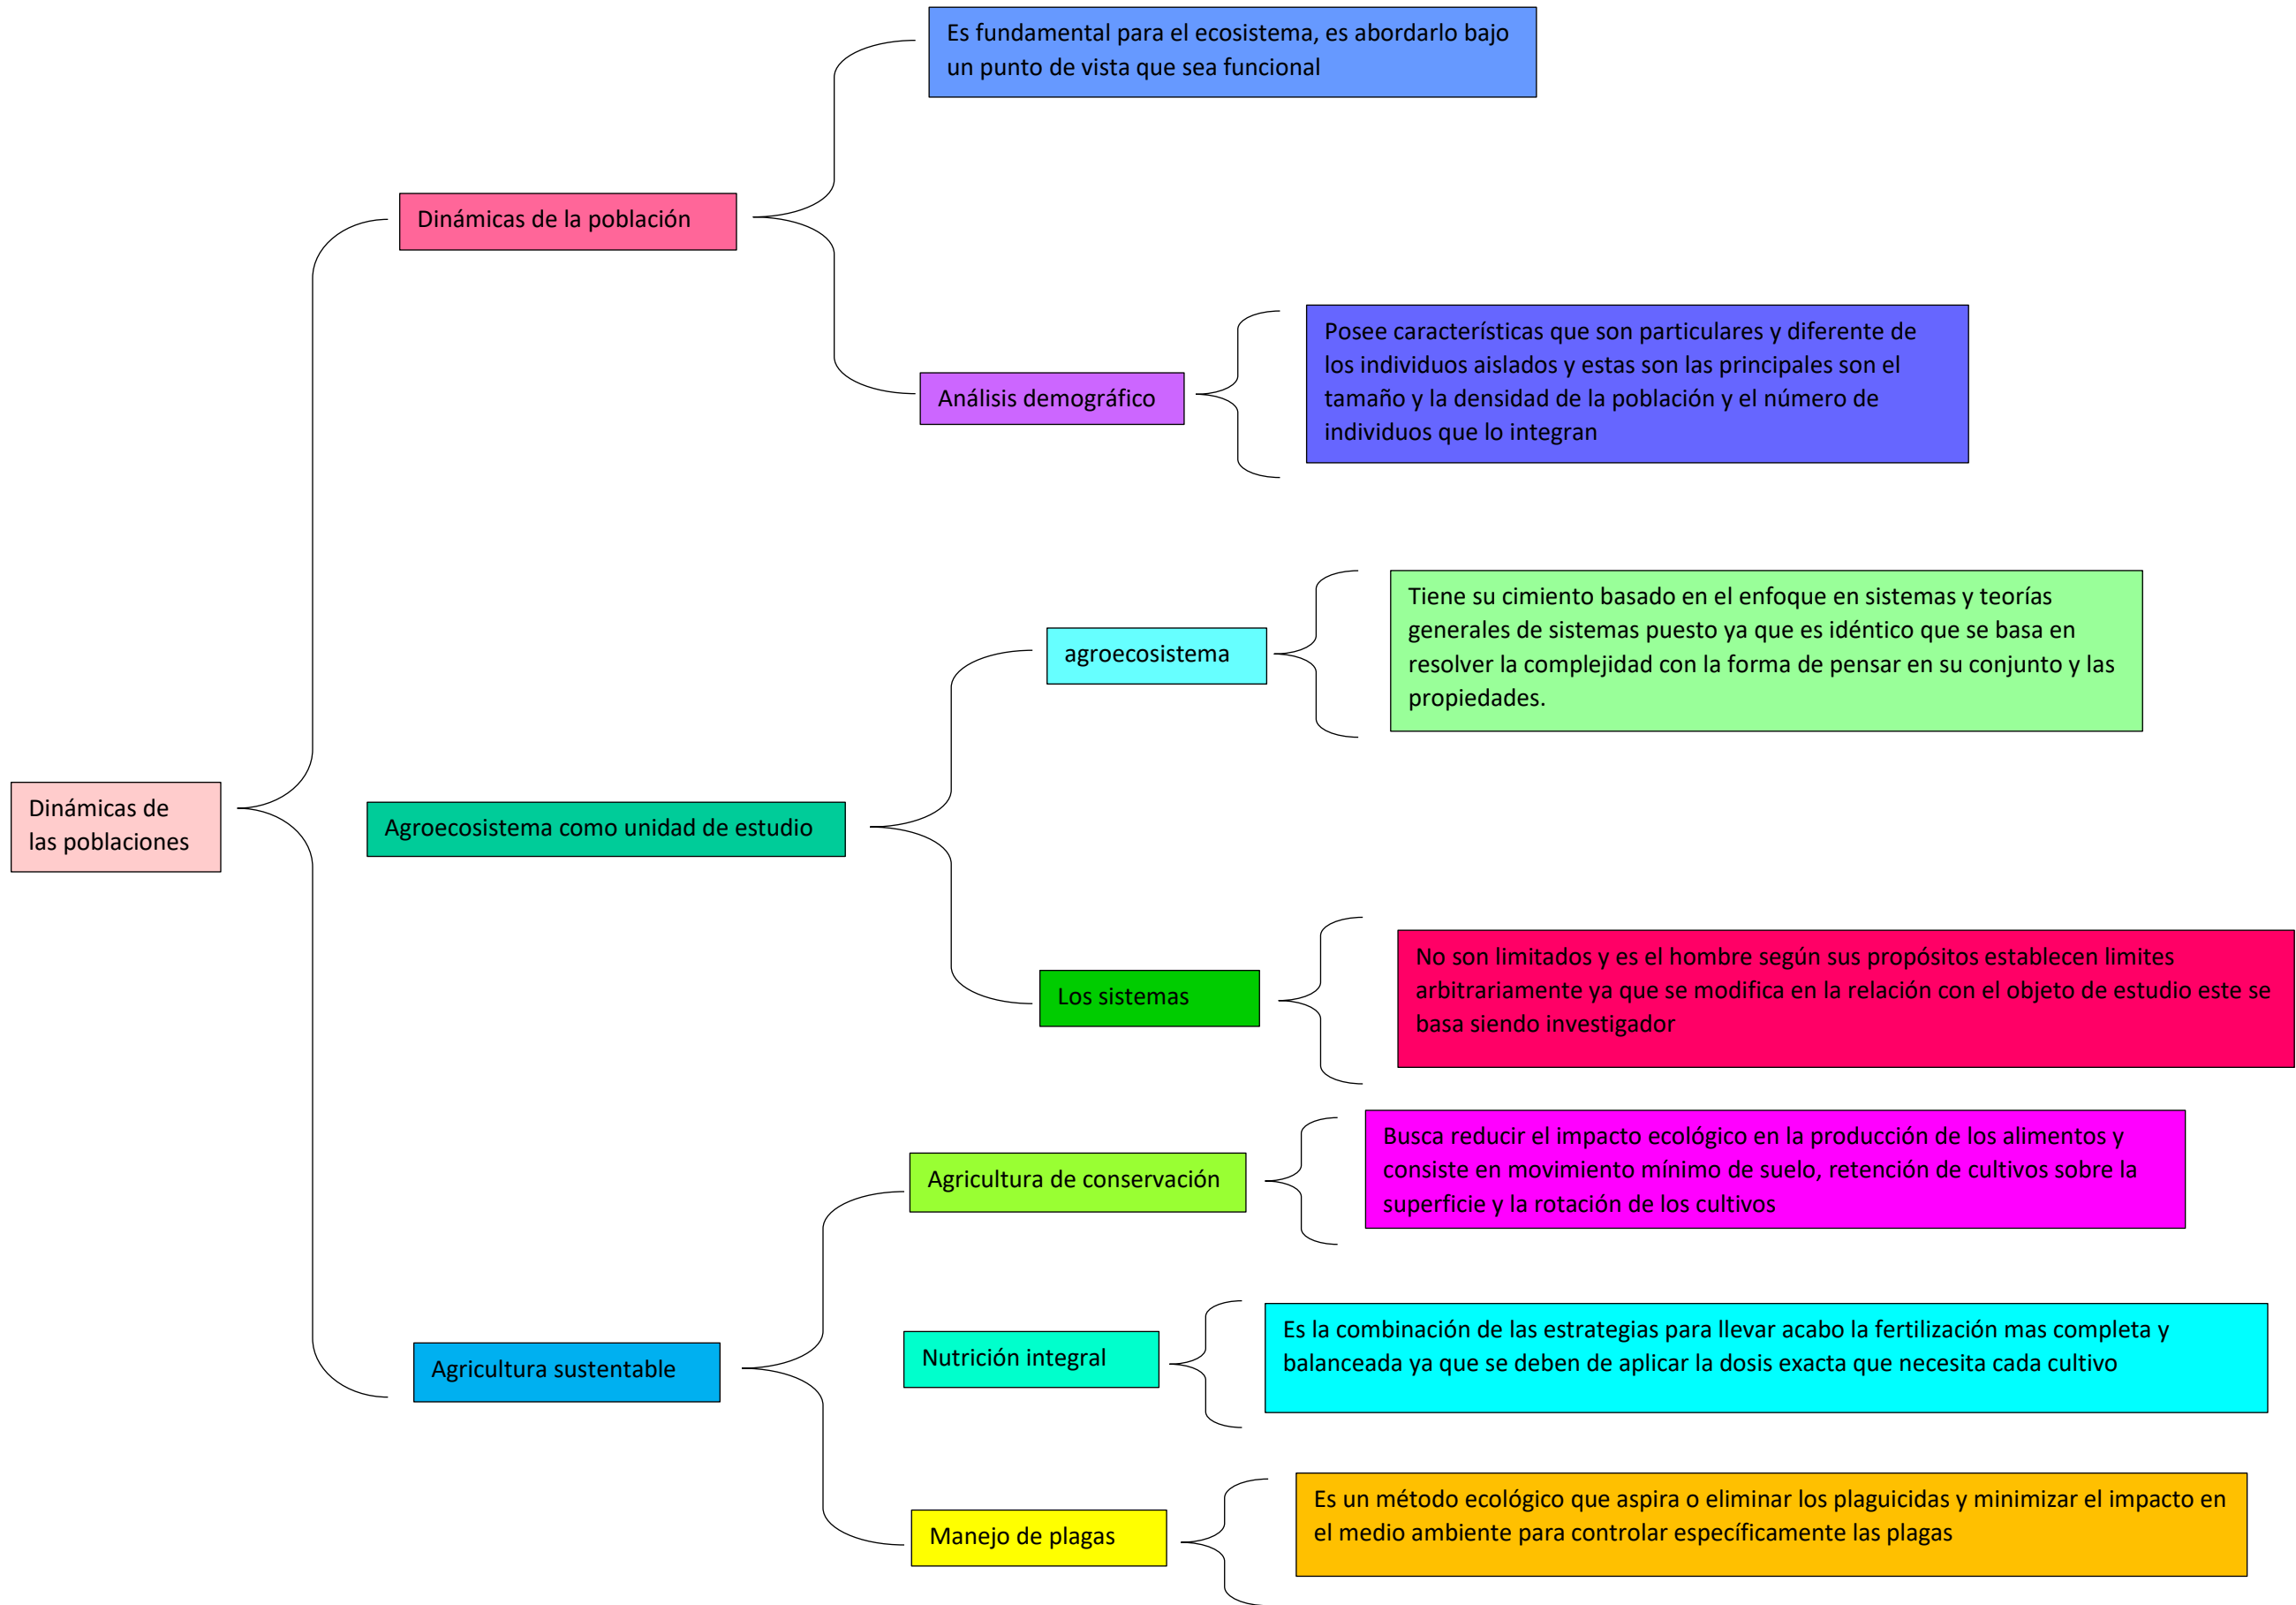 Dinámicas de
las poblaciones
Dinámicas de la población
Es fundamental para el ecosistema, es abordarlo bajo
un punto de vista que sea funcional
Análisis demográfico
Posee características que son particulares y diferente de
los individuos aislados y estas son las principales son el
tamaño y la densidad de la población y el número de
individuos que lo integran
Agroecosistema como unidad de estudio
agroecosistema
Tiene su cimiento basado en el enfoque en sistemas y teorías
generales de sistemas puesto ya que es idéntico que se basa en
resolver la complejidad con la forma de pensar en su conjunto y las
propiedades.
Los sistemas
No son limitados y es el hombre según sus propósitos establecen limites
arbitrariamente ya que se modifica en la relación con el objeto de estudio este se
basa siendo investigador
Agricultura sustentable
Agricultura de conservación
Busca reducir el impacto ecológico en la producción de los alimentos y
consiste en movimiento mínimo de suelo, retención de cultivos sobre la
superficie y la rotación de los cultivos
Nutrición integral
Es la combinación de las estrategias para llevar acabo la fertilización mas completa y
balanceada ya que se deben de aplicar la dosis exacta que necesita cada cultivo
Manejo de plagas
Es un método ecológico que aspira o eliminar los plaguicidas y minimizar el impacto en
el medio ambiente para controlar específicamente las plagas